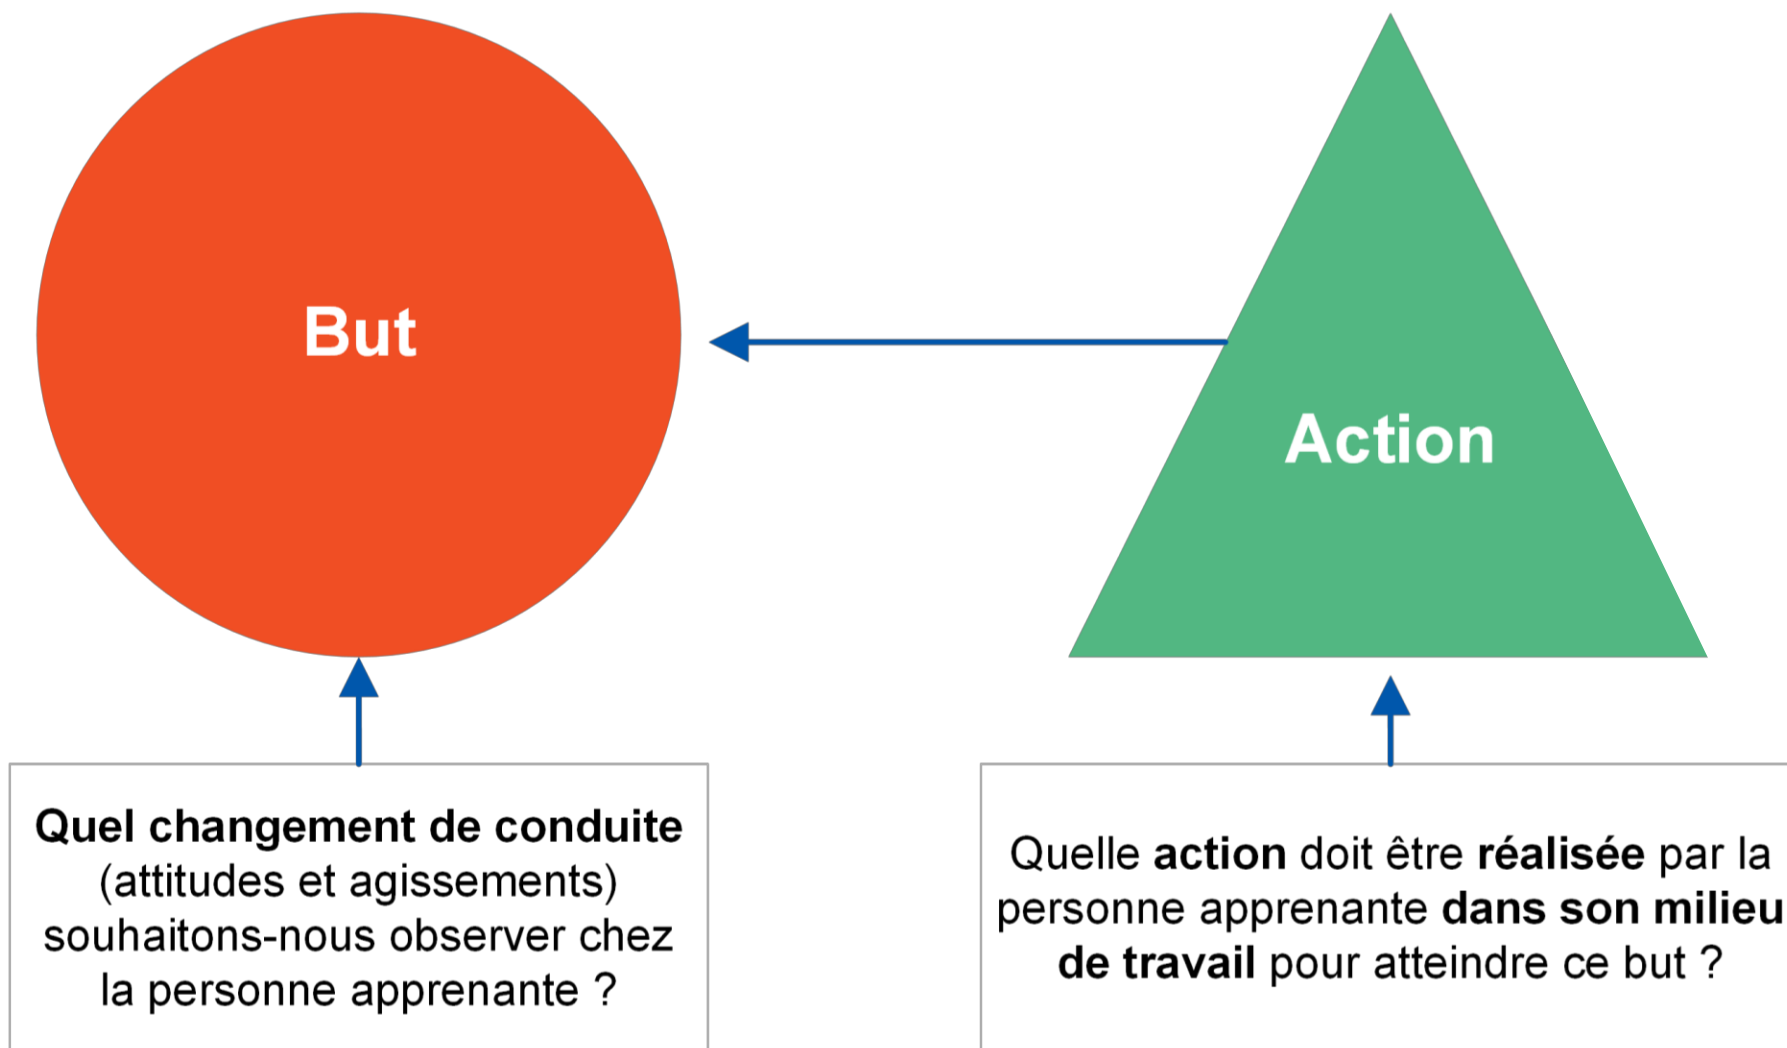 But
Action
Quel changement de conduite
(attitudes et agissements)
souhaitons-nous observer chez
la personne apprenante ?
Quelle action doit être réalisée par la
personne apprenante dans son milieu
de travail pour atteindre ce but ?